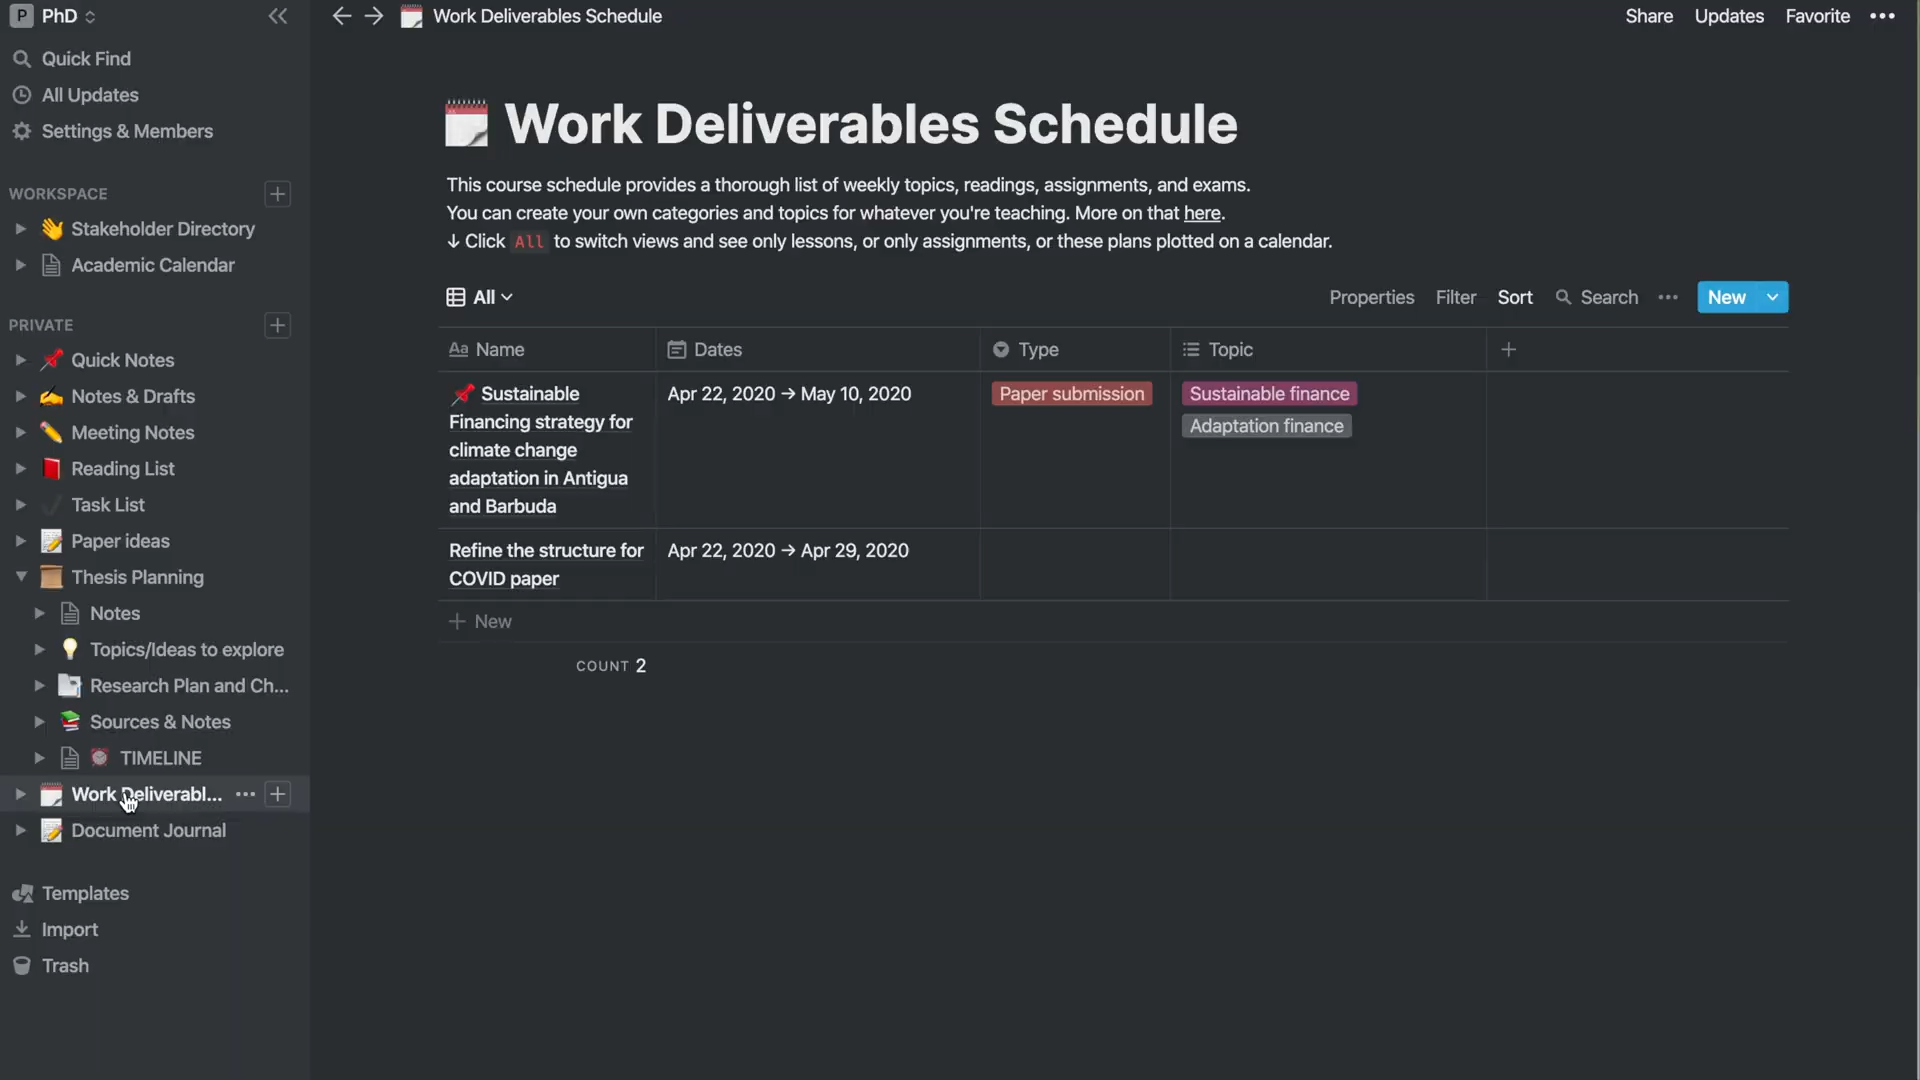 P PhD
Work Deliverables Schedule
Share Updates Favorite
Quick Find
All Updates
Settings & Members
WORKSPACE
Stakeholder Directory
Academic Calendar
PRIVATE
Quick Notes
Notes & Drafts
Meeting Notes
Reading List
Task List
Paper ideas
Thesis Planning
Notes
Topics/Ideas to explore
Research Plan and Ch...
Sources & Notes
TIMELINE
Work Deliverabl...
Document Journal
Templates
Import
Trash
Work Deliverables Schedule
This course schedule provides a thorough list of weekly topics, readings, assignments, and exams.
You can create your own categories and topics for whatever you're teaching. More on that here.
↓ Click All to switch views and see only lessons, or only assignments, or these plans plotted on a calendar.
All
Properties Filter Sort Search New
Aa Name Dates Type Topic
Sustainable
Financing strategy for
climate change
adaptation in Antigua
and Barbuda
Apr 22, 2020 → May 10, 2020
Paper submission
Sustainable finance
Adaptation finance
Refine the structure for
COVID paper
Apr 22, 2020 → Apr 29, 2020
+ New
COUNT 2